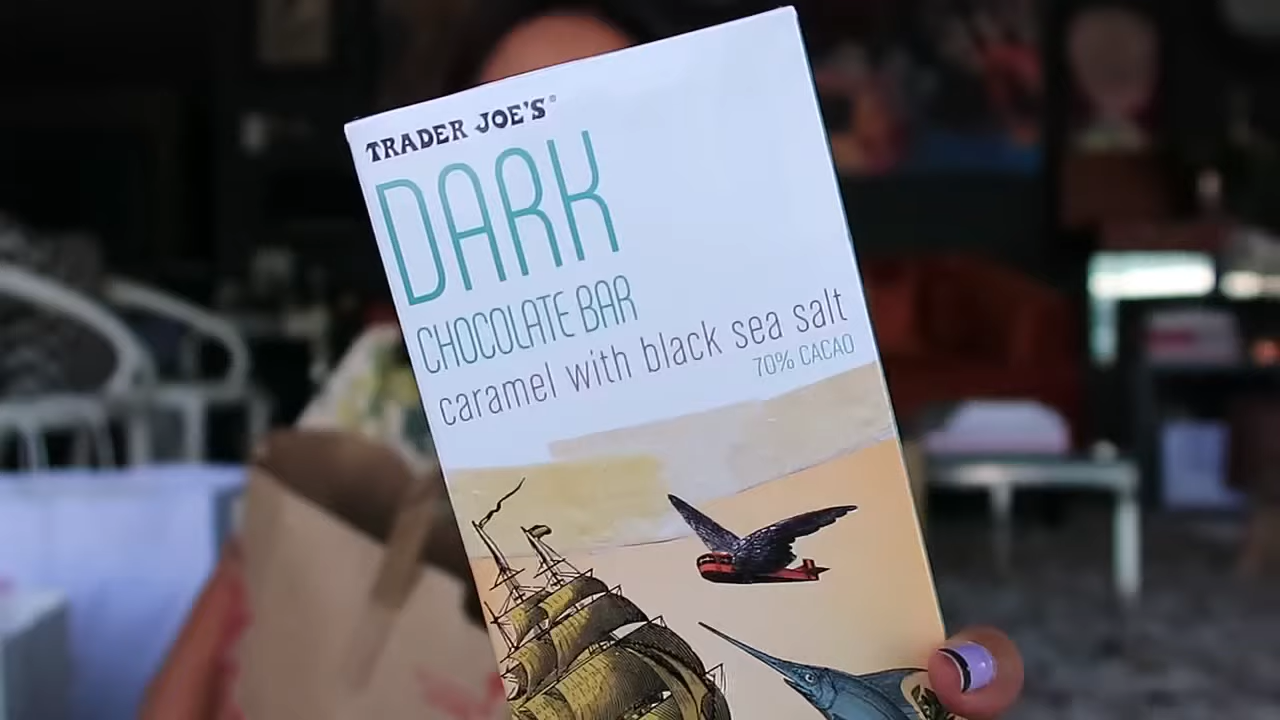 TRADER JOE'S®
DARK
CHOCOLATE BAR
caramel with black sea salt
70% CACAO